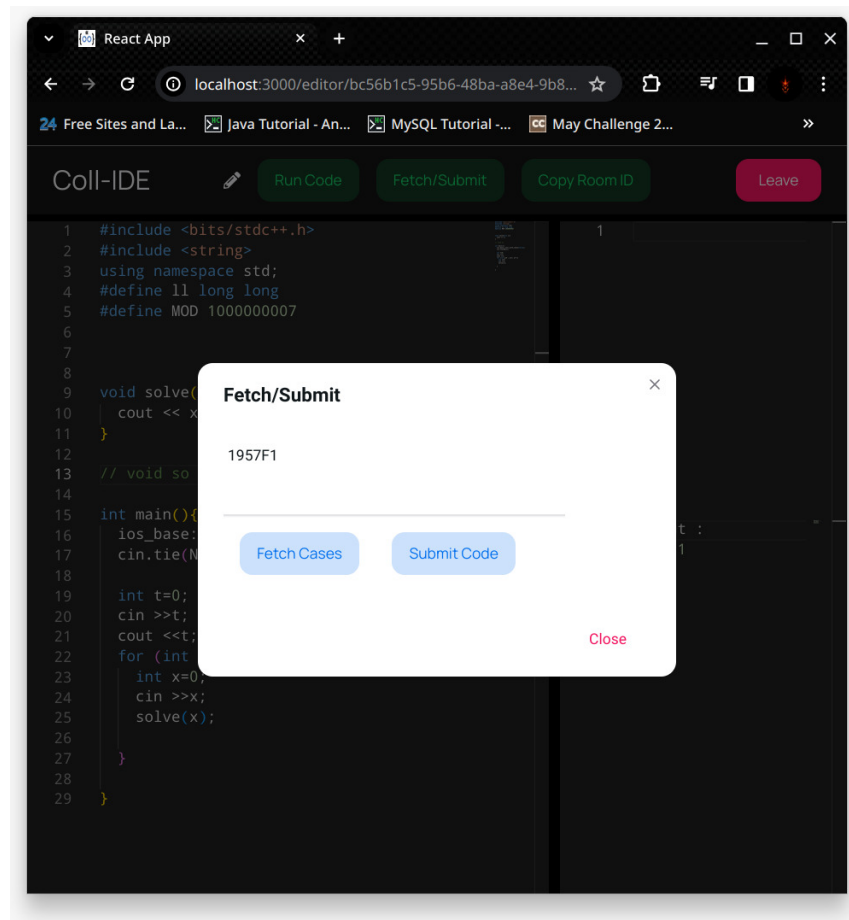 React App
localhost:3000/editor/bc56b1c5-95b6-48ba-a8e4-9b8...
24 Free Sites and La... Java Tutorial - An... MySQL Tutorial -... CC May Challenge 2... »
Coll-IDE Run Code Fetch/Submit Copy Room ID Leave
1 #include <bits/stdc++.h>
2 #include <string>
3 using namespace std;
4 #define ll long long
5 #define MOD 1000000007
6
7
8
9 void solve(
10 cout << x
11 }
12
13 // void so
14
15 int main(){
16 ios_base:
17 cin.tie(N
18
19 int t=0;
20 cin >>t;
21 cout <<t;
22 for (int
23 int x=0;
24 cin >>x;
25 solve(x);
26
27 }
28
29 }
1
t :
1
Fetch/Submit
1957F1
Fetch Cases Submit Code
Close